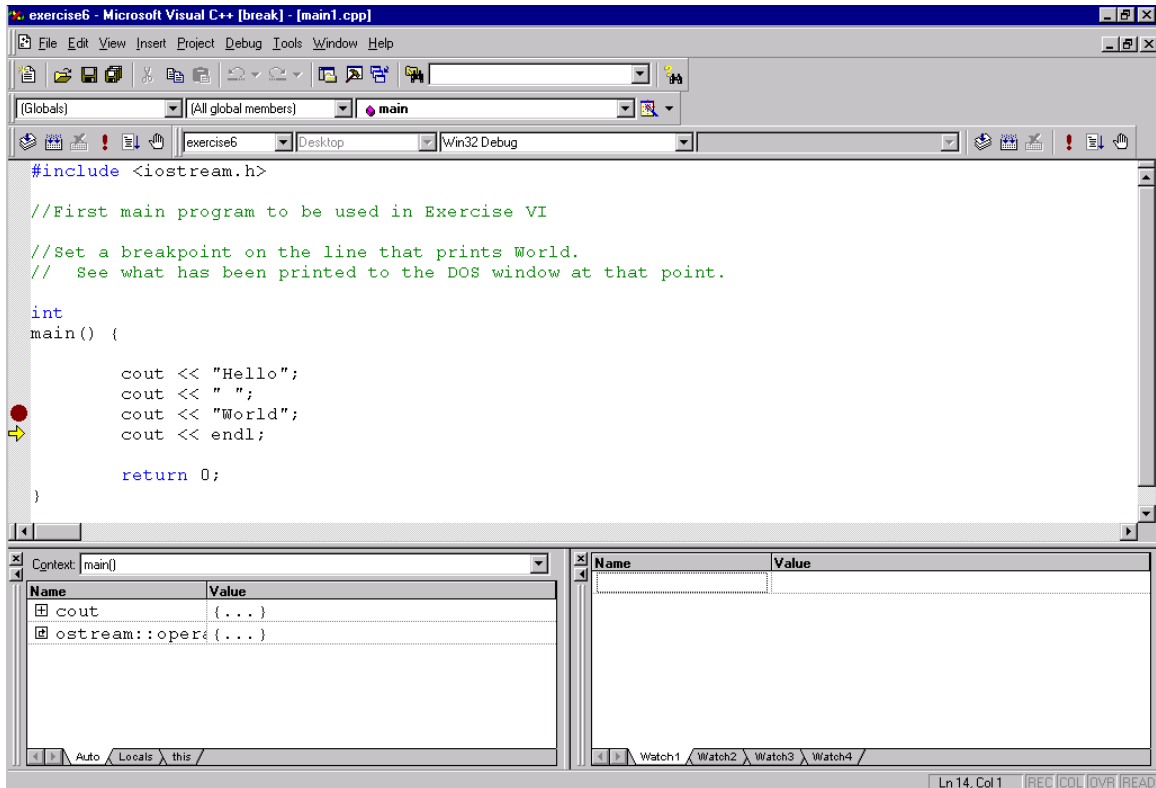 exercise6 - Microsoft Visual C++ [break] - [main1.cpp]
File Edit View Insert Project Debug Tools Window Help
(Globals) (All global members) main
exercise6 Desktop Win32 Debug
#include <iostream.h>
//First main program to be used in Exercise VI
//Set a breakpoint on the line that prints World.
//  See what has been printed to the DOS window at that point.
int
main() {
cout << "Hello";
cout << " ";
cout << "World";
cout << endl;
return 0;
}
Context: main()
Name Value
cout {...}
ostream::opera {...}
Auto Locals this
Name Value
Watch1 Watch2 Watch3 Watch4
Ln 14, Col 1 REC COL OVR READ